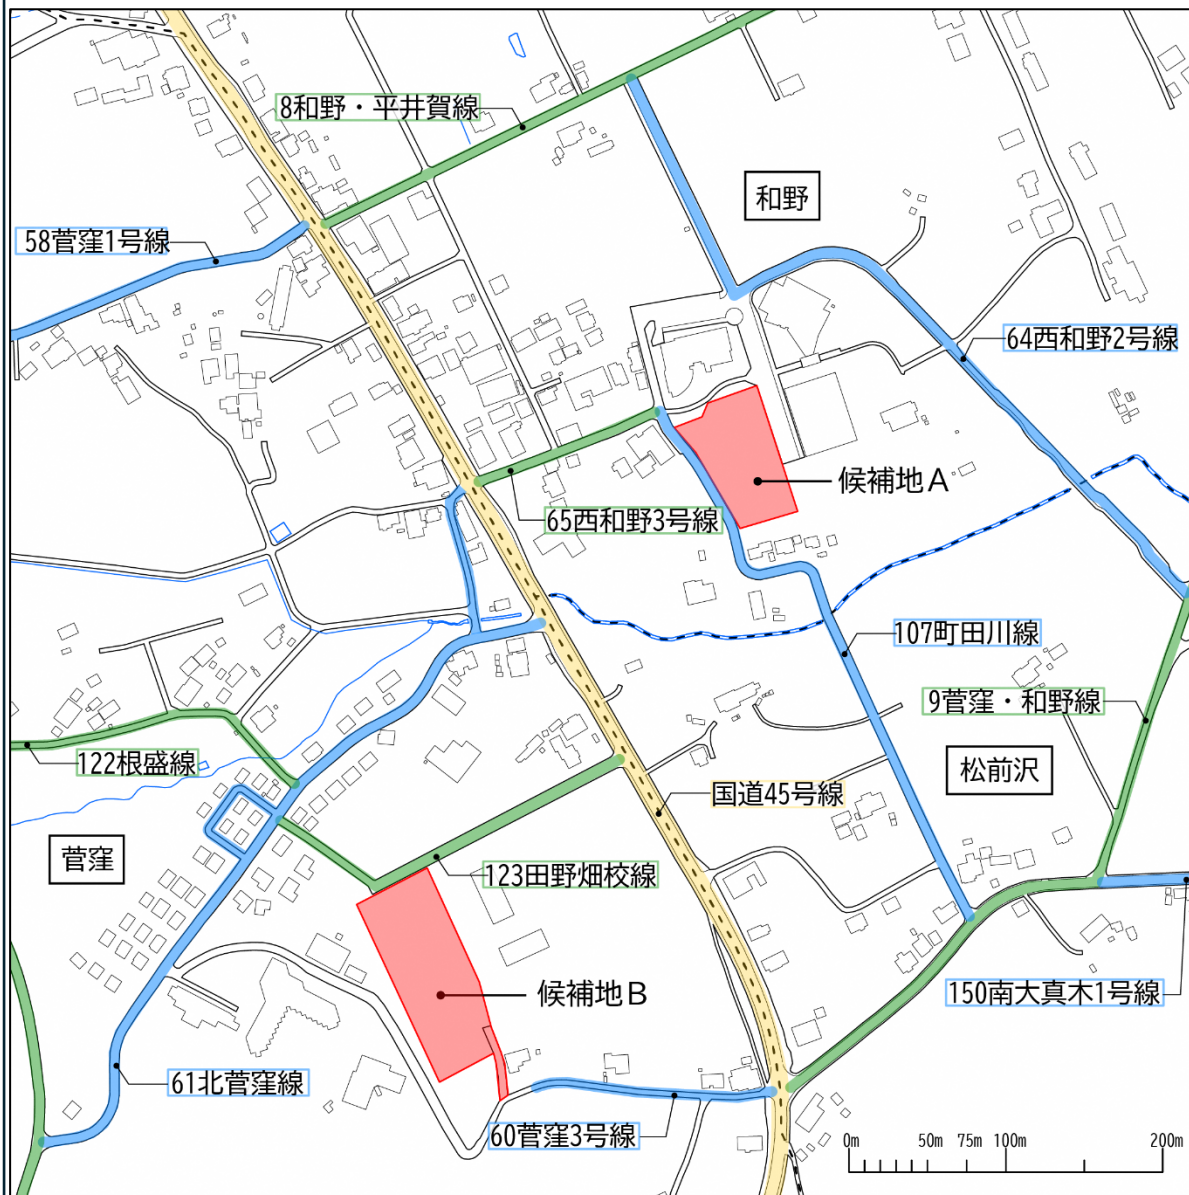 8和野・平井賀線
和野
58菅窪1号線
64西和野2号線
候補地A
65西和野3号線
107町田川線
9菅窪・和野線
122根盛線
松前沢
国道45号線
菅窪
123田野畑校線
候補地B
150南大真木1号線
61北菅窪線
60菅窪3号線
0m 50m 75m 100m 200m